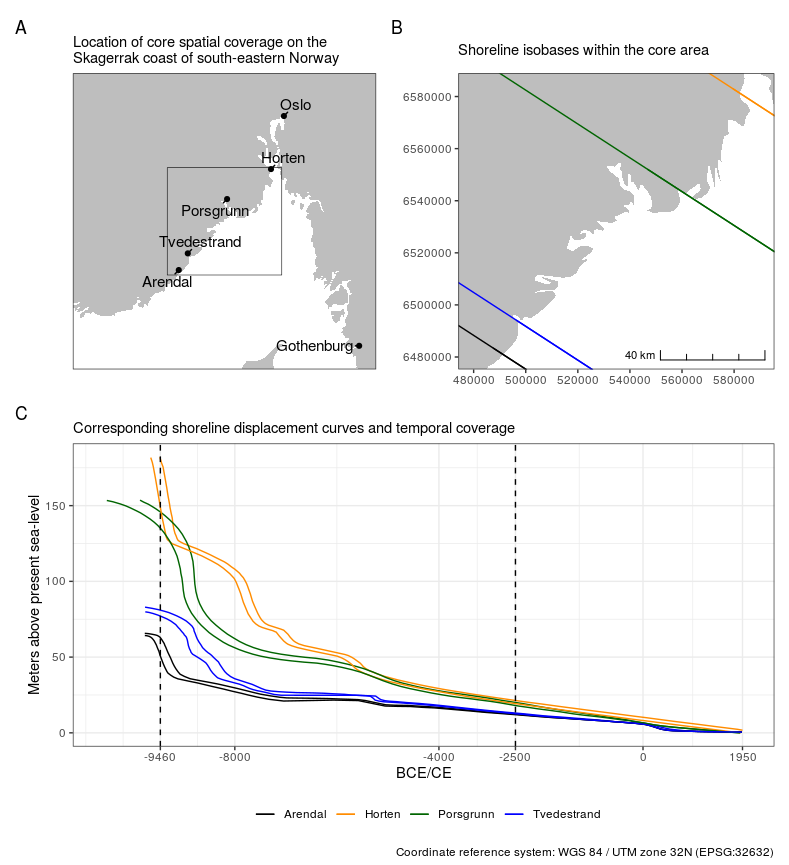 A
Location of core spatial coverage on the
Skagerrak coast of south-eastern Norway
Oslo
Horten
Porsgrunn
Tvedestrand
Arendal
Gothenburg
B
Shoreline isobases within the core area
6580000
6560000
6540000
6520000
6500000
6480000
40 km
480000 500000 520000 540000 560000 580000
C
Corresponding shoreline displacement curves and temporal coverage
Meters above present sea-level
150
100
50
0
-9460 -8000 -4000 -2500 0 1950
BCE/CE
Arendal Horten Porsgrunn Tvedestrand
Coordinate reference system: WGS 84 / UTM zone 32N (EPSG:32632)